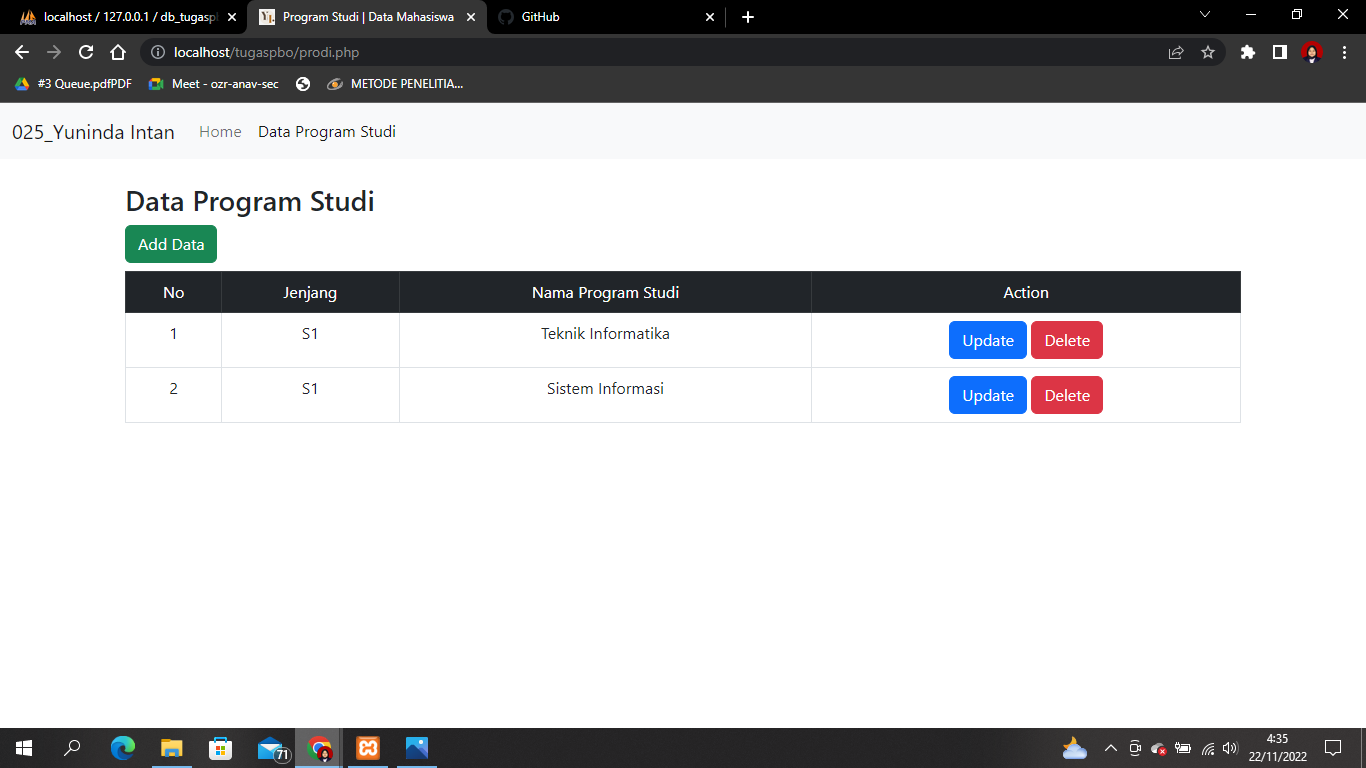 localhost / 127.0.0.1 / db_tugasp
Program Studi | Data Mahasiswa
GitHub
localhost/tugaspbo/prodi.php
#3 Queue.pdfPDF
Meet - ozr-anav-sec
METODE PENELITIA...
025_Yuninda Intan
Home
Data Program Studi
Data Program Studi
Add Data
No Jenjang Nama Program Studi Action
1 S1 Teknik Informatika Update Delete
2 S1 Sistem Informasi Update Delete
71
4:35
22/11/2022